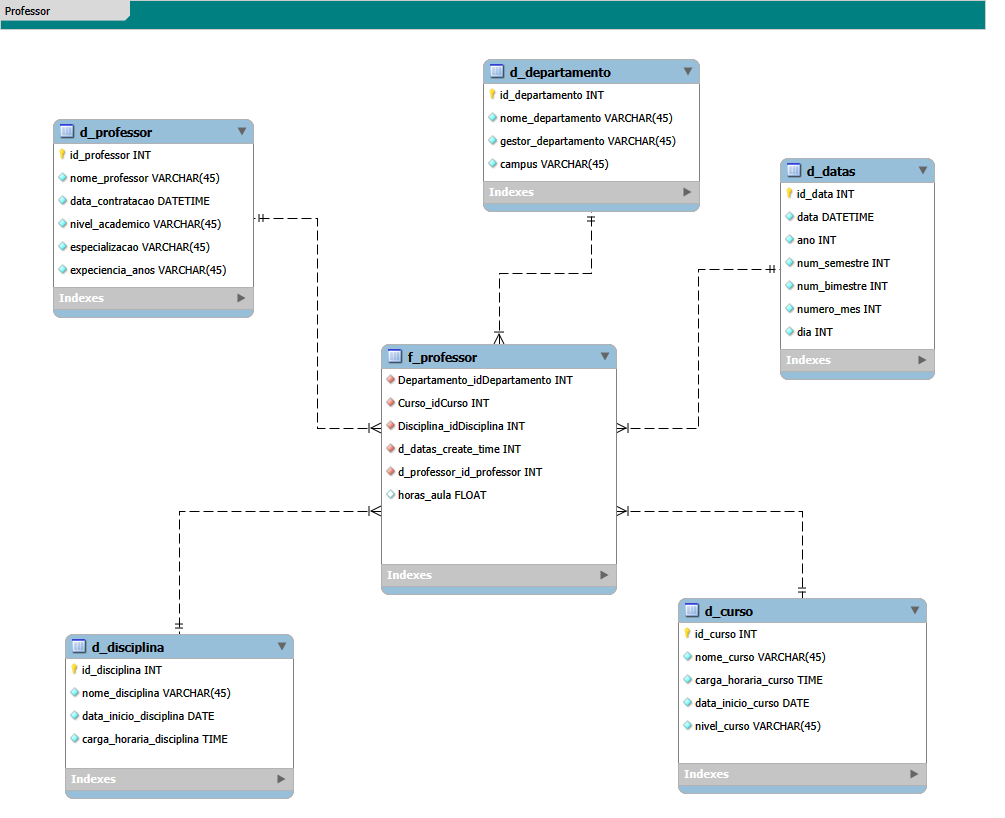 Professor
d_departamento
id_departamento INT
nome_departamento VARCHAR(45)
gestor_departamento VARCHAR(45)
campus VARCHAR(45)
Indexes
d_professor
id_professor INT
nome_professor VARCHAR(45)
data_contratacao DATETIME
nivel_academico VARCHAR(45)
especializacao VARCHAR(45)
expeciencia_anos VARCHAR(45)
Indexes
d_datas
id_data INT
data DATETIME
ano INT
num_semestre INT
num_bimestre INT
numero_mes INT
dia INT
Indexes
f_professor
Departamento_idDepartamento INT
Curso_idCurso INT
Disciplina_idDisciplina INT
d_datas_create_time INT
d_professor_id_professor INT
horas_aula FLOAT
Indexes
d_disciplina
id_disciplina INT
nome_disciplina VARCHAR(45)
data_inicio_disciplina DATE
carga_horaria_disciplina TIME
Indexes
d_curso
id_curso INT
nome_curso VARCHAR(45)
carga_horaria_curso TIME
data_inicio_curso DATE
nivel_curso VARCHAR(45)
Indexes